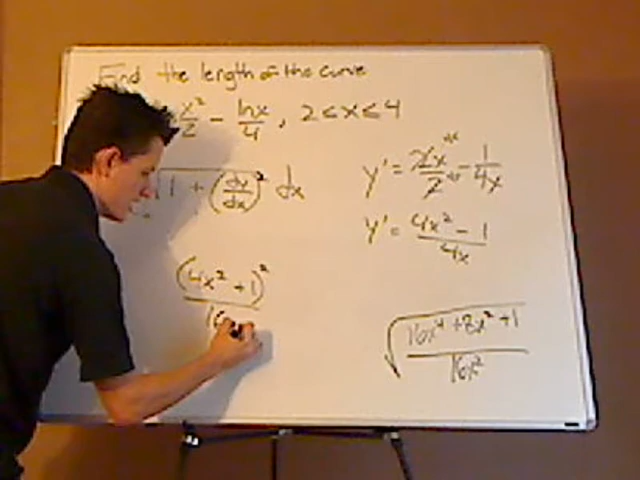 Find the length of the curve
x²/2 - lnx/4, 2≤x≤4
√1 + (dy/dx)² dx
y' = 2x/2 - 1/4x
y' = 4x² - 1/4x
(4x² + 1)²/16
√16x⁴ + 8x² + 1/16x²